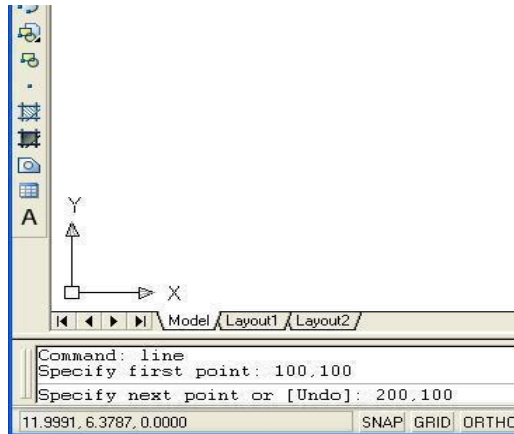 A
Y
X
Model Layout1 Layout2
Command: line
Specify first point: 100,100
Specify next point or [Undo]: 200,100
11.9991, 6.3787, 0.0000 SNAP GRID ORTHO